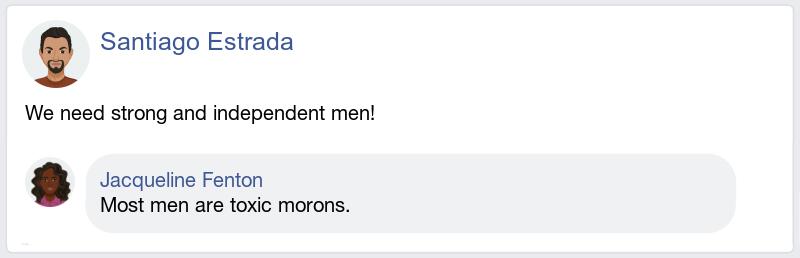 Santiago Estrada
We need strong and independent men!
Jacqueline Fenton
Most men are toxic morons.